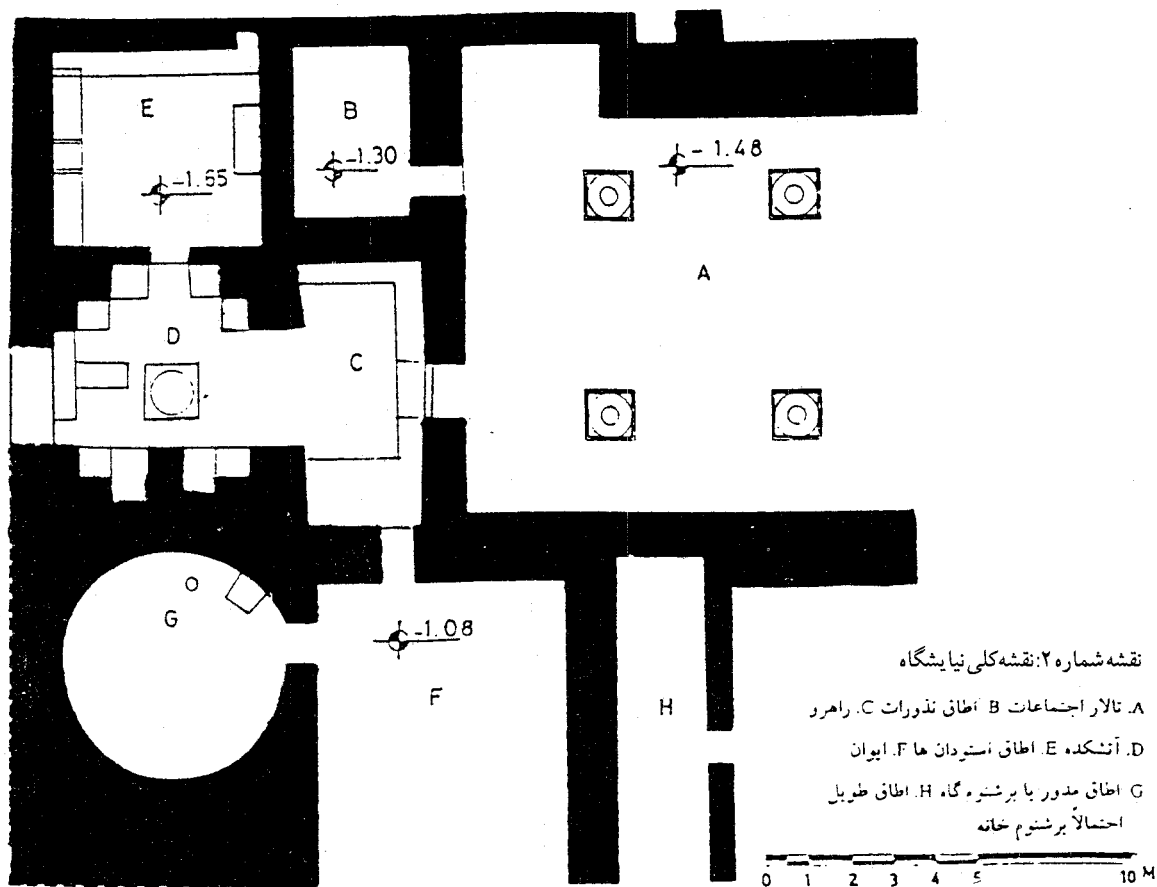 E
B
-1.30
-1.65
-1.48
A
D
C
G
-1.08
F
H
نقشه شماره ۲: نقشه کلی نیایشگاه
A. تالار اجتماعات B اطاق نذورات C. راهرو
D. آتشکده E. اطاق استودان ها F. ایوان
G اطاق مدور یا برشنوم گاه H. اطاق طویل
احتمالاً برشنوم خانه
0 1 2 3 4 5 10 M